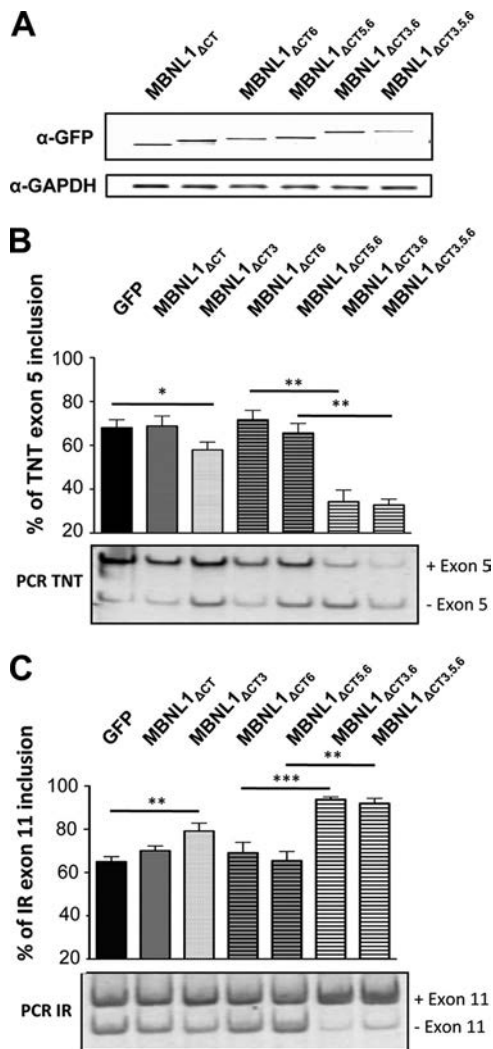 A
MBNL1ΔCT
MBNL1ΔCT6
MBNL1ΔCT5.6
MBNL1ΔCT3.6
MBNL1ΔCT3.5.6
α-GFP
α-GAPDH
B
GFP
MBNL1ΔCT
MBNL1ΔCT3
MBNL1ΔCT6
MBNL1ΔCT5.6
MBNL1ΔCT3.6
MBNL1ΔCT3.5.6
% of TNT exon 5 inclusion
100
80
60
40
20
*
**
**
PCR TNT
+ Exon 5
- Exon 5
C
GFP
MBNL1ΔCT
MBNL1ΔCT3
MBNL1ΔCT6
MBNL1ΔCT5.6
MBNL1ΔCT3.6
MBNL1ΔCT3.5.6
% of IR exon 11 inclusion
100
80
60
40
20
**
***
**
PCR IR
+ Exon 11
- Exon 11